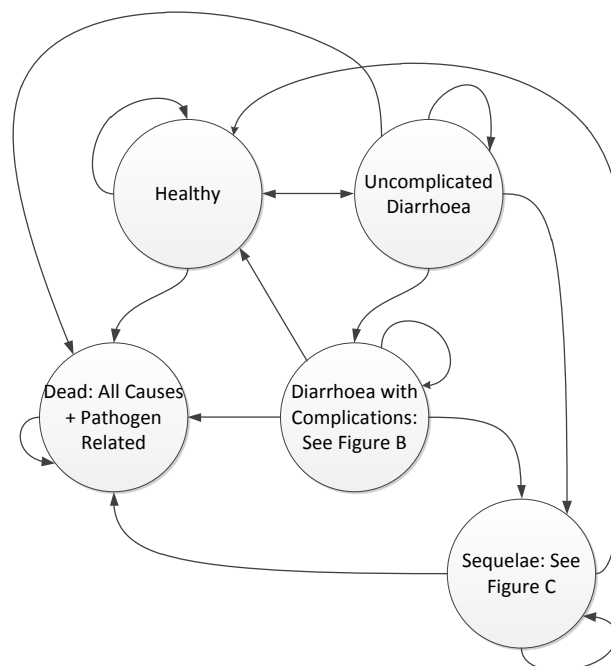 Healthy
Uncomplicated
Diarrhoea
Dead: All Causes
+ Pathogen
Related
Diarrhoea with
Complications:
See Figure B
Sequelae: See
Figure C